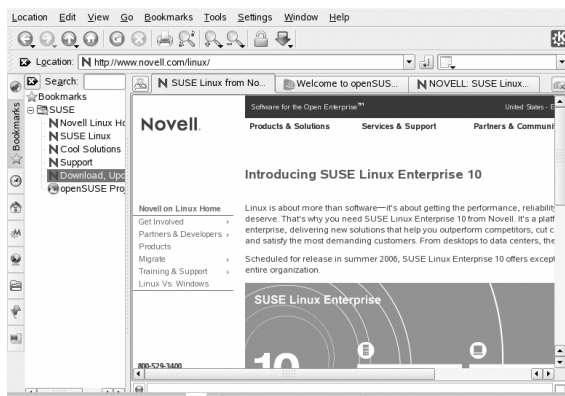 Location Edit View Go Bookmarks Tools Settings Window Help
Location: N http://www.novell.com/linux/
Search:
N SUSE Linux from No...
Welcome to openSUS...
N NOVELL: SUSE Linux...
Bookmarks
Bookmarks
SUSE
N Novell Linux Ho
N SUSE Linux
N Cool Solutions
N Support
N Download, Upd
openSUSE Proj
Software for the Open Enterprise™
United States - E
Novell.
Products & Solutions
Services & Support
Partners & Communi
Introducing SUSE Linux Enterprise 10
Novell on Linux Home
Get Involved ›
Partners & Developers ›
Products
Migrate ›
Training & Support ›
Linux Vs. Windows
800-529-3400
Linux is about more than software—it's about getting the performance, reliability
deserve. That's why you need SUSE Linux Enterprise 10 from Novell. It's a platf
enterprise, delivering new solutions that help you outperform competitors, cut c
and satisfy the most demanding customers. From desktops to data centers, the
Scheduled for release in summer 2006, SUSE Linux Enterprise 10 offers except
entire organization.
SUSE Linux Enterprise
10